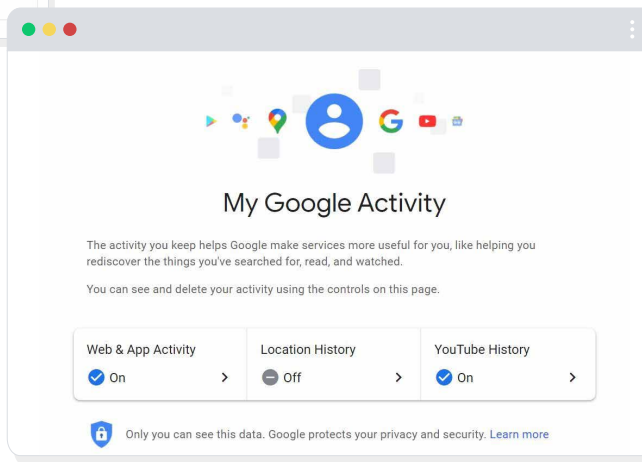 My Google Activity
The activity you keep helps Google make services more useful for you, like helping you
rediscover the things you've searched for, read, and watched.
You can see and delete your activity using the controls on this page.
Web & App Activity
On
Location History
Off
YouTube History
On
Only you can see this data. Google protects your privacy and security. Learn more